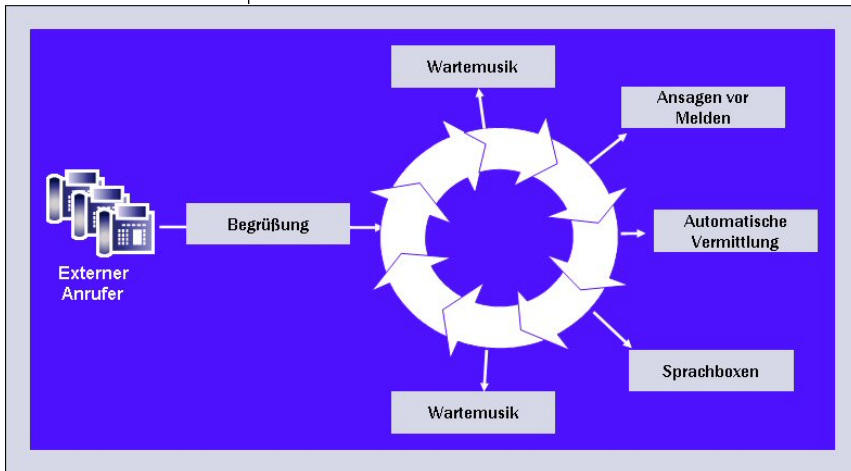 Wartemusik
Ansagen vor
Melden
Begrüßung
Automatische
Vermittlung
Externer
Anrufer
Sprachboxen
Wartemusik